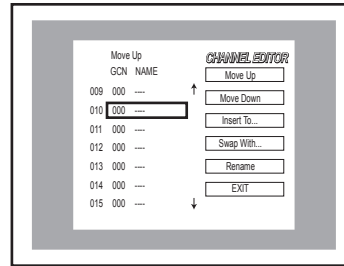 Move Up
CHANNEL EDITOR
GCN NAME
Move Up
009 000 ----
Move Down
010 000 ----
Insert To...
011 000 ----
012 000 ----
Swap With...
013 000 ----
Rename
014 000 ----
EXIT
015 000 ----